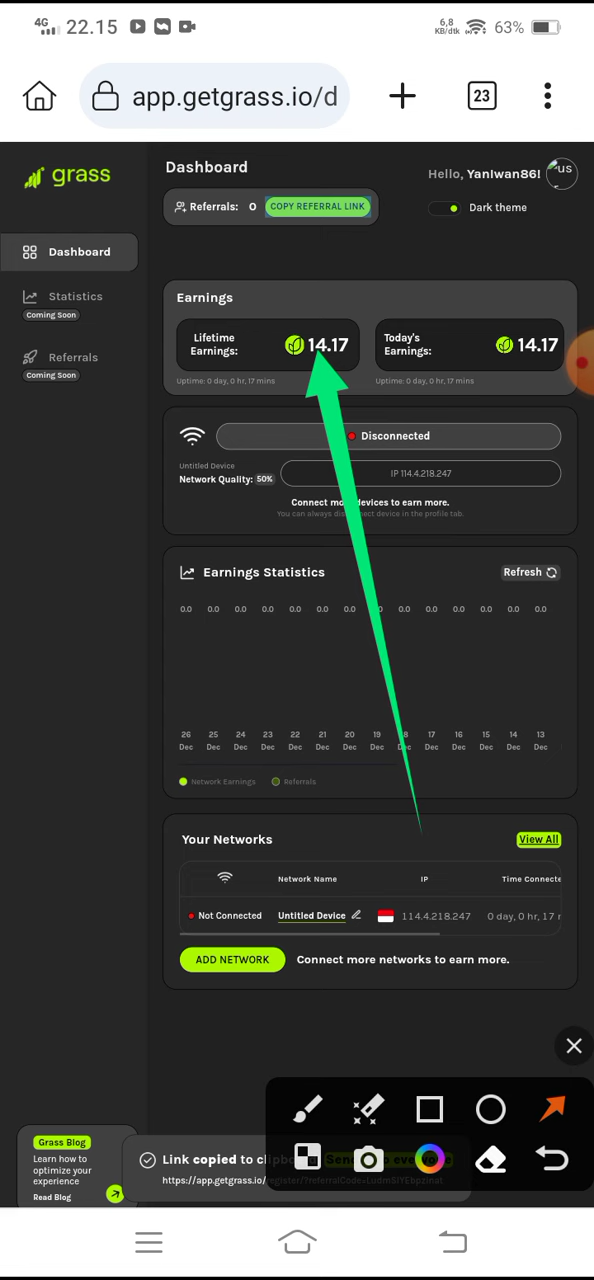 4G 22.15 6,8 KB/dtk 63%
app.getgrass.io/d 23
grass
Dashboard
Hello, YanIwan86! us
Referrals: 0 COPY REFERRAL LINK
Dark theme
Dashboard
Statistics
Coming Soon
Referrals
Coming Soon
Earnings
Lifetime Earnings: 14.17
Today's Earnings: 14.17
Uptime: 0 day, 0 hr, 17 mins
Uptime: 0 day, 0 hr, 17 mins
Disconnected
Untitled Device
Network Quality: 50%
IP 114.4.218.247
Connect devices to earn more.
You can always device in the profile tab.
Earnings Statistics
Refresh
0.0 0.0 0.0 0.0 0.0 0.0 0.0 0.0 0.0 0.0 0.0 0.0 0.0 0.0
26 25 24 23 22 21 20 19 18 17 16 15 14 13
Dec Dec Dec Dec Dec Dec Dec Dec Dec Dec Dec Dec Dec Dec
Network Earnings Referrals
Your Networks
View All
Network Name IP Time Connecte
Not Connected Untitled Device 114.4.218.247 0 day, 0 hr, 17 m
ADD NETWORK Connect more networks to earn more.
Grass Blog
Learn how to
optimize your
experience
Read Blog
Link copied to
https://app.getgrass.io/register/?referralCode=